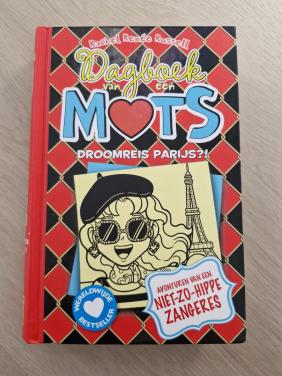 Rachel Renée Russell
Dagboek
van een
MUTS
DROOMREIS PARIJS?!
AVONTUREN VAN EEN
NIET-ZO-HIPPE
ZANGERES
WERELDWIJDE
BESTSELLER